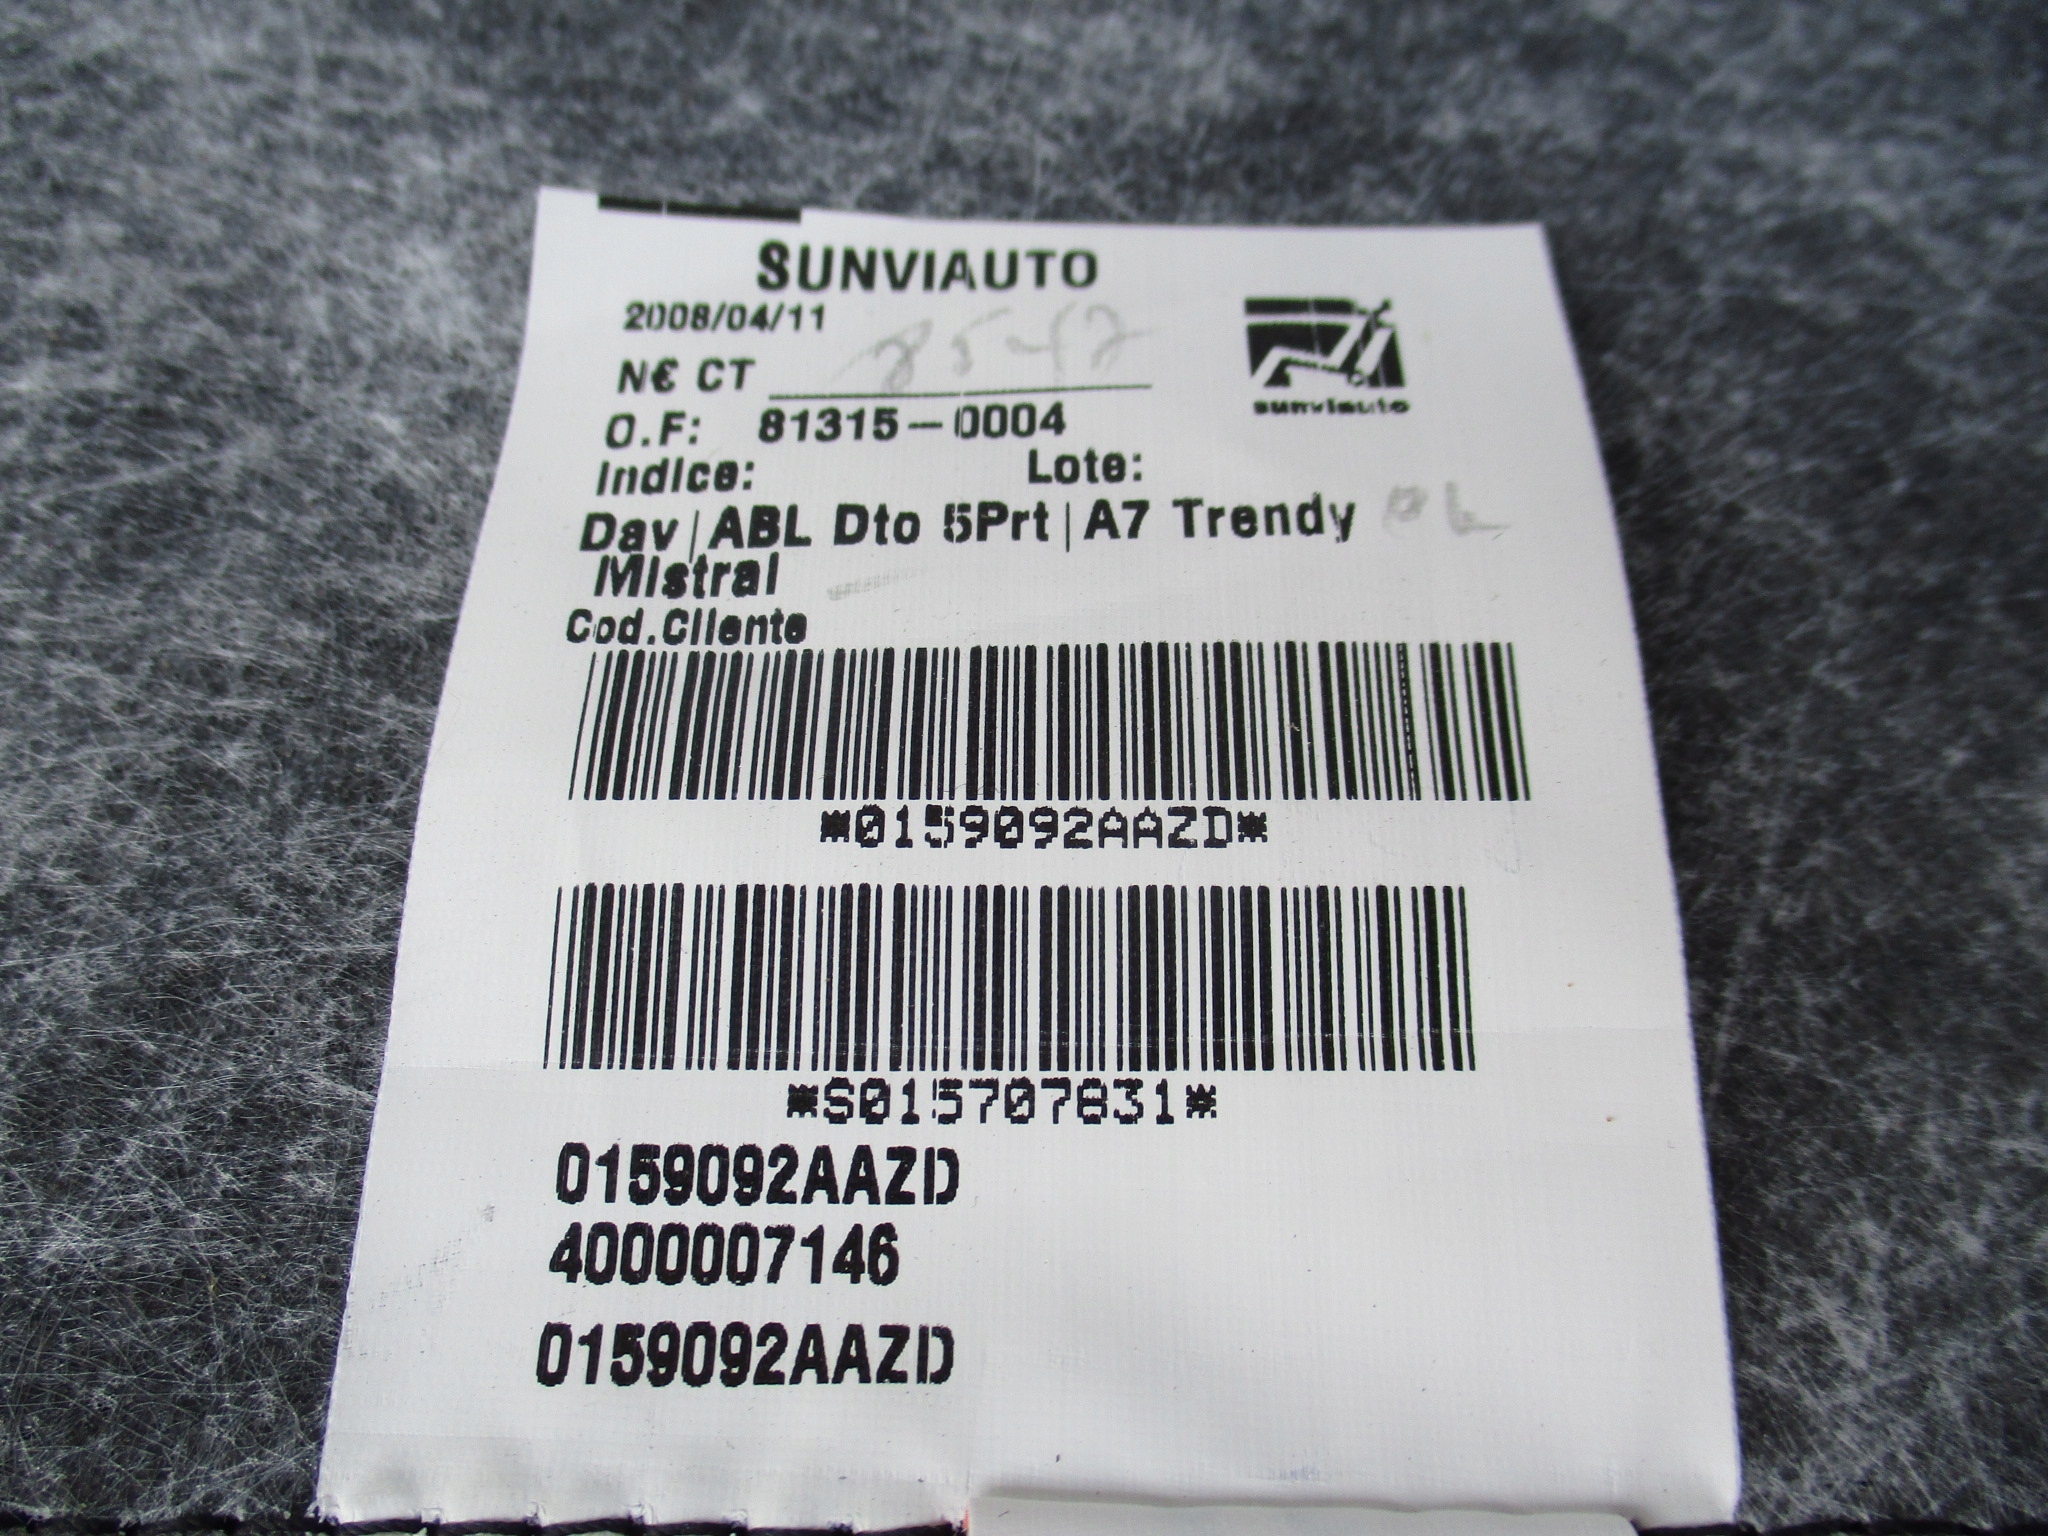 SUNVIAUTO
2008/04/11
N€ CT 8542
sunviauto
O.F: 81315-0004
Indice: Lote:
Dav|ABL Dto 5Prt|A7 Trendy
Mistral
Cod.Cliente
*0159092AAZD*
*S015707831*
0159092AAZD
4000007146
0159092AAZD